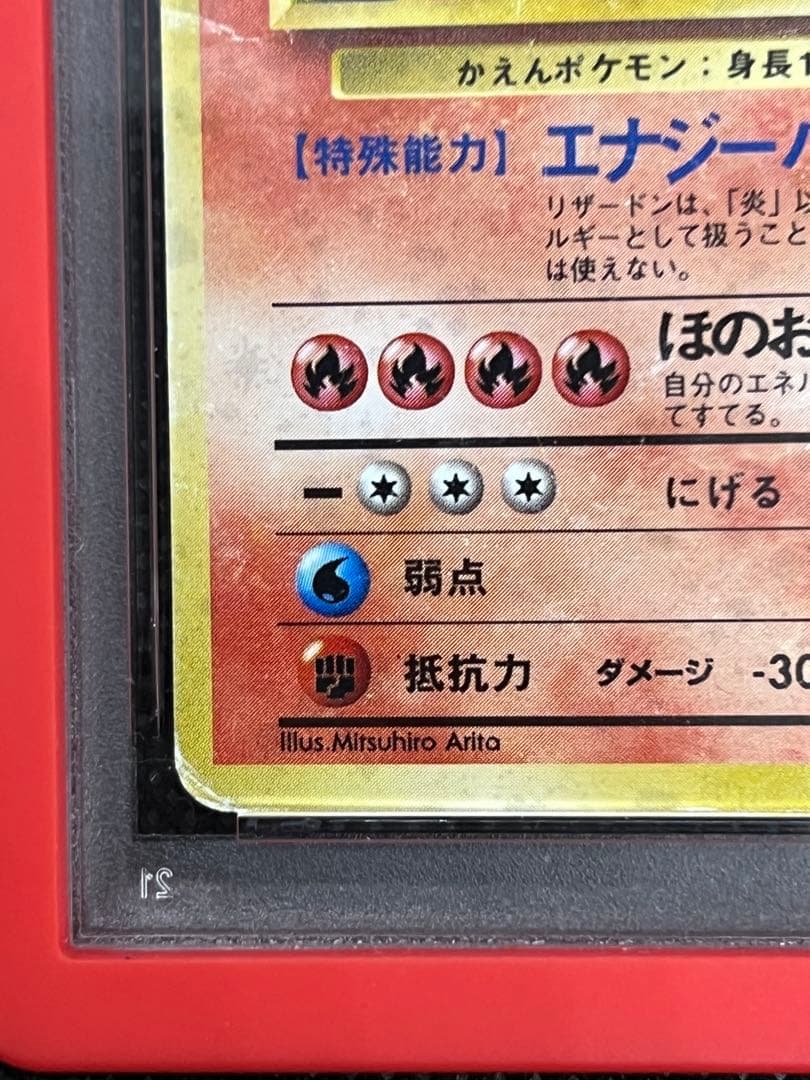 かえんポケモン：身長1
【特殊能力】 エナジー
リザードンは、「炎」以
ルギーとして扱うこと
は使えない。
ほのお
自分のエネル
てすてる。
にげる
弱点
抵抗力 ダメージ -30
Illus.Mitsuhiro Arita
21